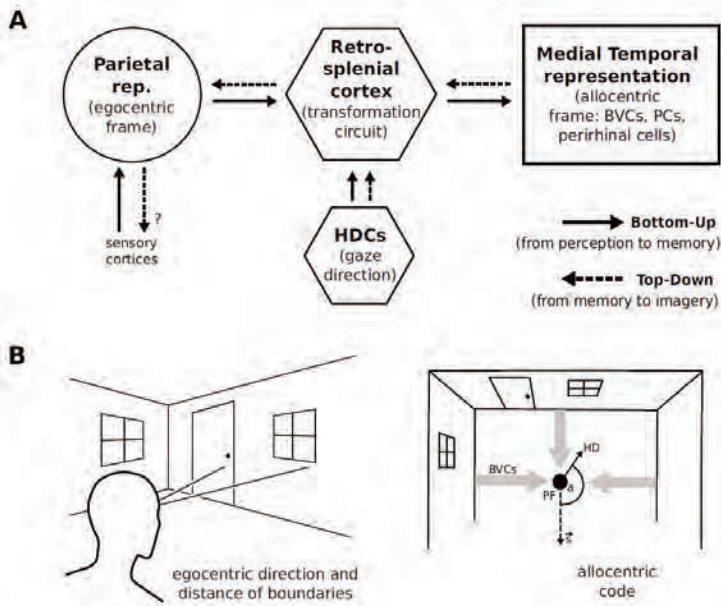 A
Parietal
rep.
(egocentric
frame)
Retro-
splenial
cortex
(transformation
circuit)
Medial Temporal
representation
(allocentric
frame: BVCs, PCs,
perirhinal cells)
?
sensory
cortices
HDCs
(gaze
direction)
Bottom-Up
(from perception to memory)
Top-Down
(from memory to imagery)
B
egocentric direction and
distance of boundaries
HD
BVCs
PF
a
s
allocentric
code